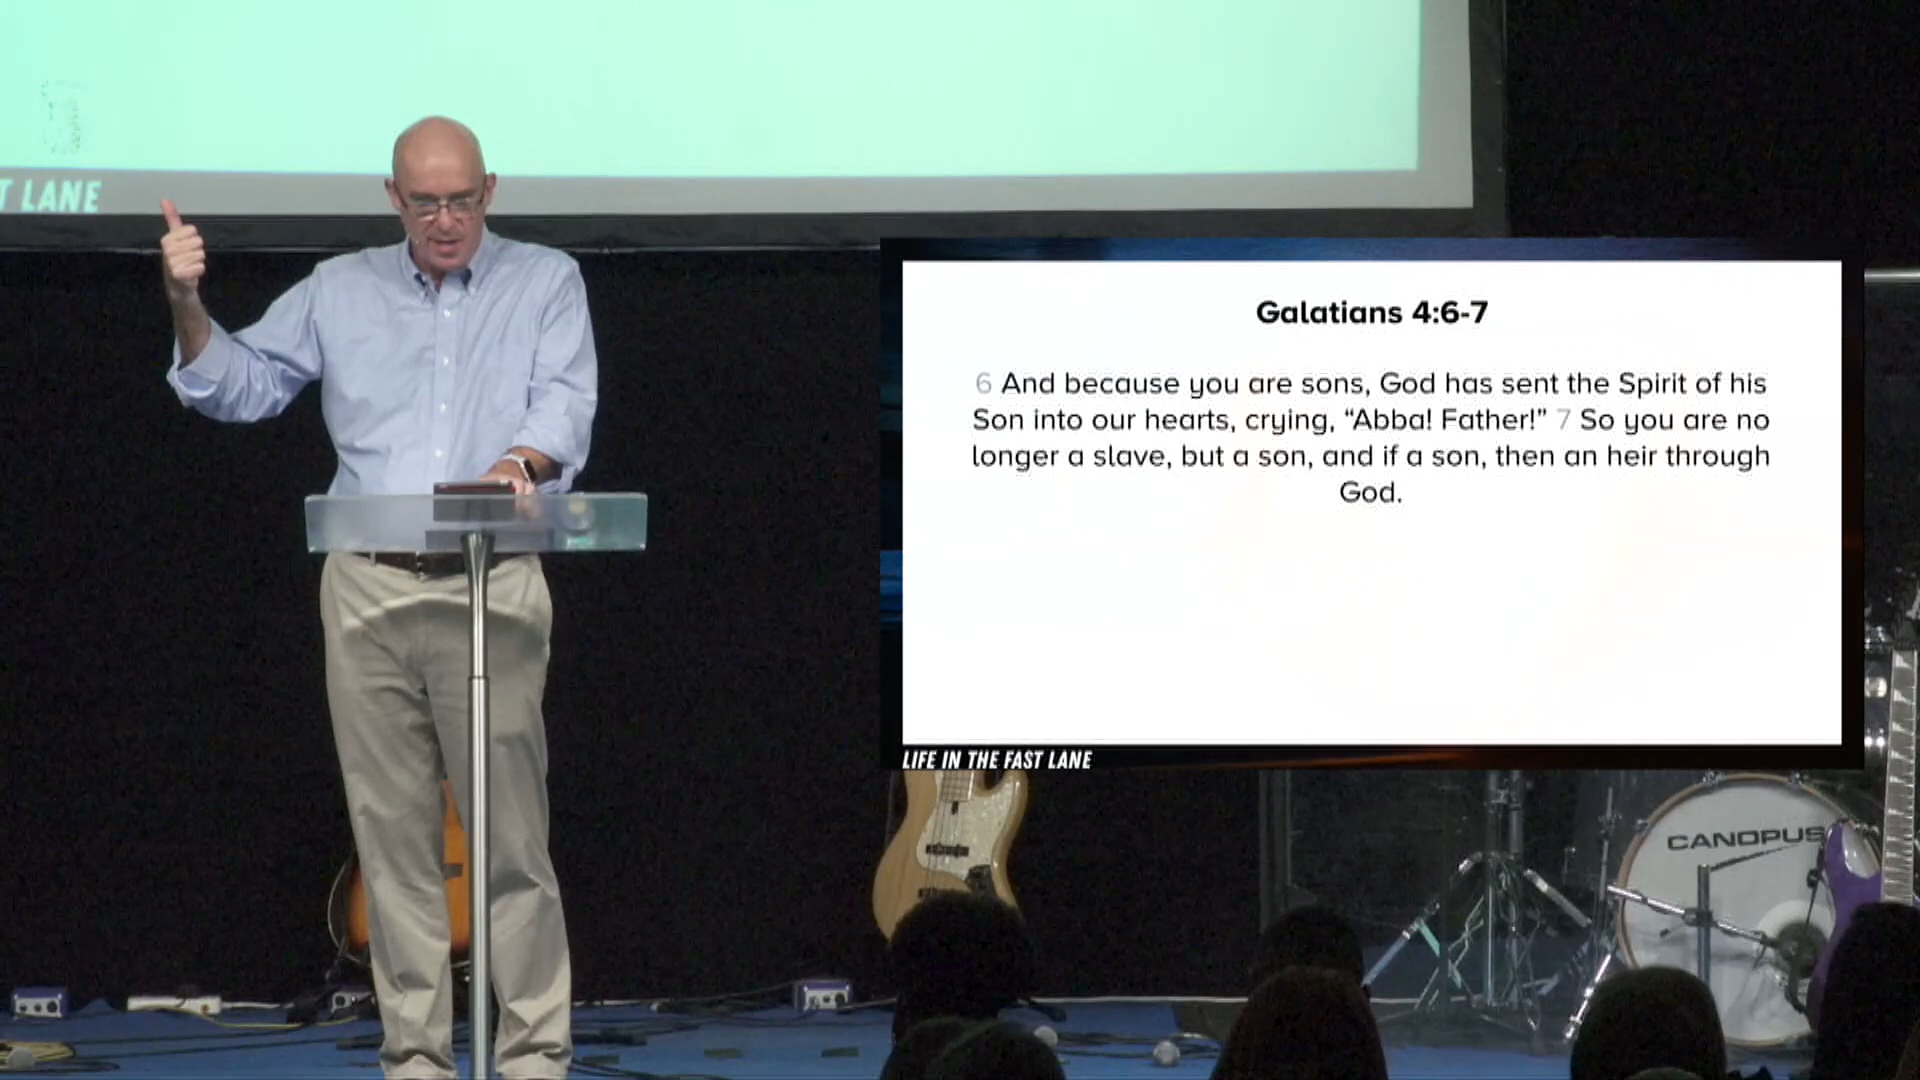 T LANE
Galatians 4:6-7
6 And because you are sons, God has sent the Spirit of his
Son into our hearts, crying, “Abba! Father!” 7 So you are no
longer a slave, but a son, and if a son, then an heir through
God.
LIFE IN THE FAST LANE
CANOPUS